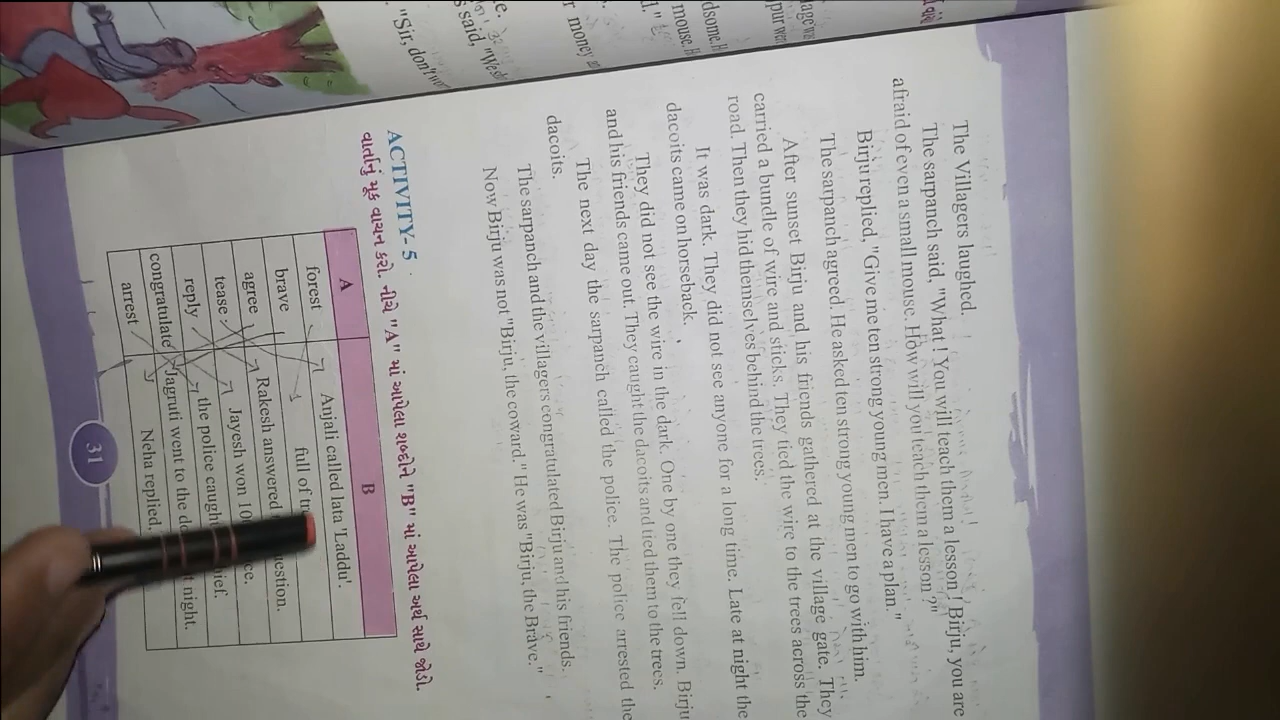 "Sir, don't
said,
r money
The Villagers laughed.
The sarpanch said, "What ! You will teach them a lesson ! Birju, you are
afraid of even a small mouse. How will you teach them a lesson ?"
Birju replied, "Give me ten strong young men. I have a plan."
The sarpanch agreed. He asked ten strong young men to go with him.
After sunset Birju and his friends gathered at the village gate. They
carried a bundle of wire and sticks. They tied the wire to the trees across the
road. Then they hid themselves behind the trees.
It was dark. They did not see anyone for a long time. Late at night the
dacoits came on horseback.
They did not see the wire in the dark. One by one they fell down. Birju
and his friends came out. They caught the dacoits and tied them to the trees.
The next day the sarpanch called the police. The police arrested the
dacoits.
The sarpanch and the villagers congratulated Birju and his friends.
Now Birju was not "Birju, the coward." He was "Birju, the Brave."
ACTIVITY- 5
વાર્તાનું મૂક વાચન કરો. નીચે "A" માં આપેલા શબ્દોને "B" માં આપેલા અર્થ સાથે જોડો.
A B
forest Anjali called lata 'Laddu'.
brave full of
agree Rakesh answered
tease Jayesh won
reply the police
congratulate Jagruti went to the night.
arrest Neha replied,
31